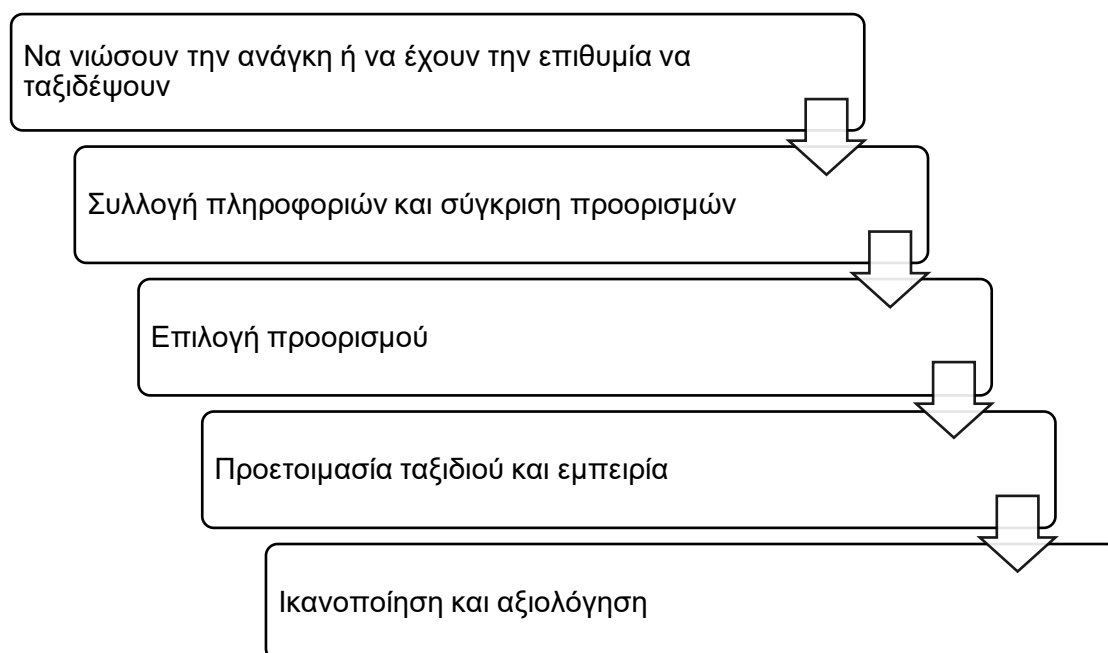 Να νιώσουν την ανάγκη ή να έχουν την επιθυμία να
ταξιδέψουν
Συλλογή πληροφοριών και σύγκριση προορισμών
Επιλογή προορισμού
Προετοιμασία ταξιδιού και εμπειρία
Ικανοποίηση και αξιολόγηση